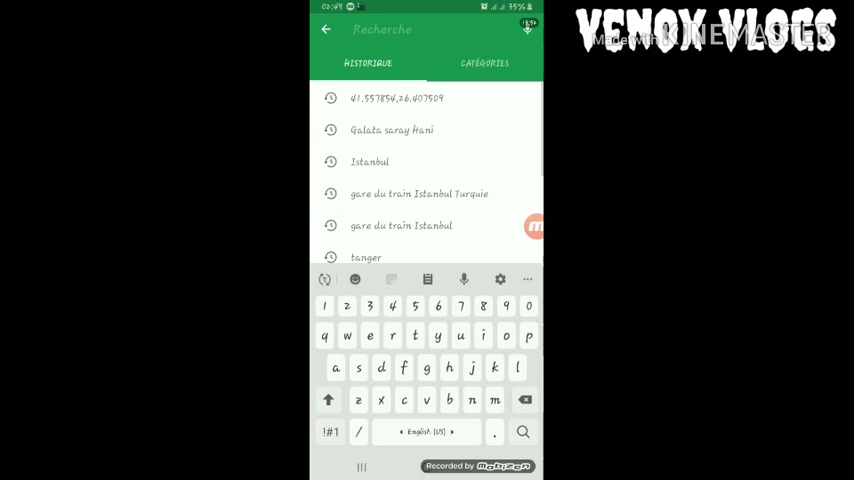 02:49
35%
VENOX VLOGS
Made with KINEMASTER
Recherche
HISTORIQUE
CATÉGORIES
41.557854,26.407509
Galata saray Hani
Istanbul
gare du train Istanbul Turquie
gare du train Istanbul
tanger
1 2 3 4 5 6 7 8 9 0
q w e r t y u i o p
a s d f g h j k l
z x c v b n m
!#1 / English (US) .
Recorded by mobizen